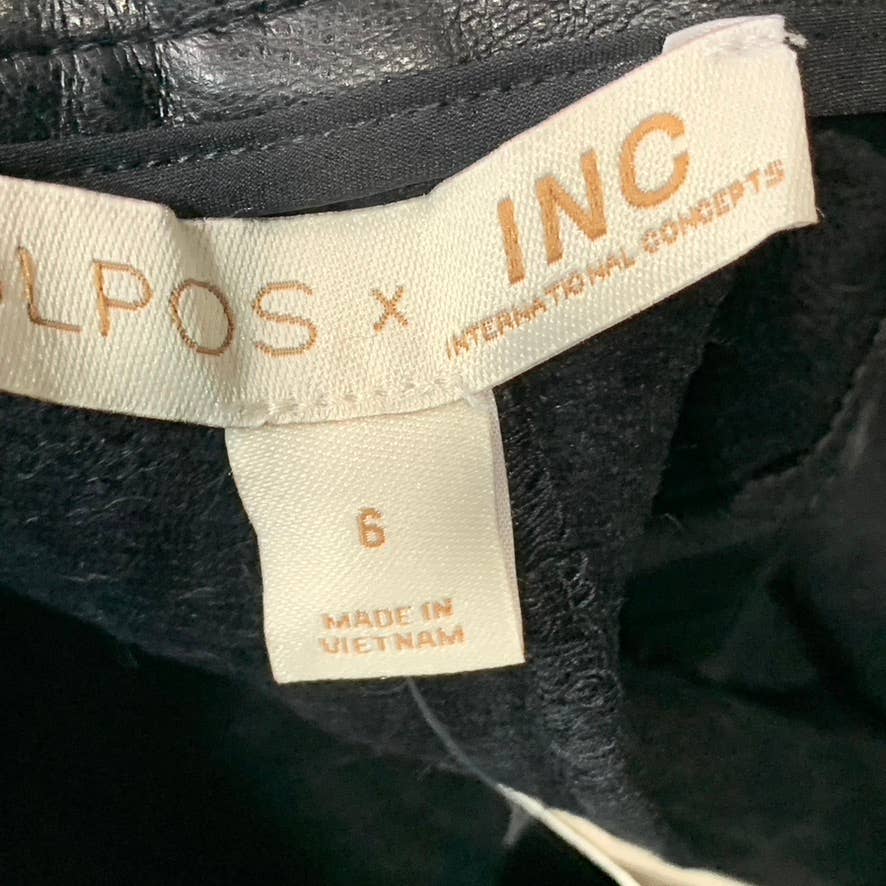 LPOS x INC
INTERNATIONAL CONCEPTS
6
MADE IN
VIETNAM